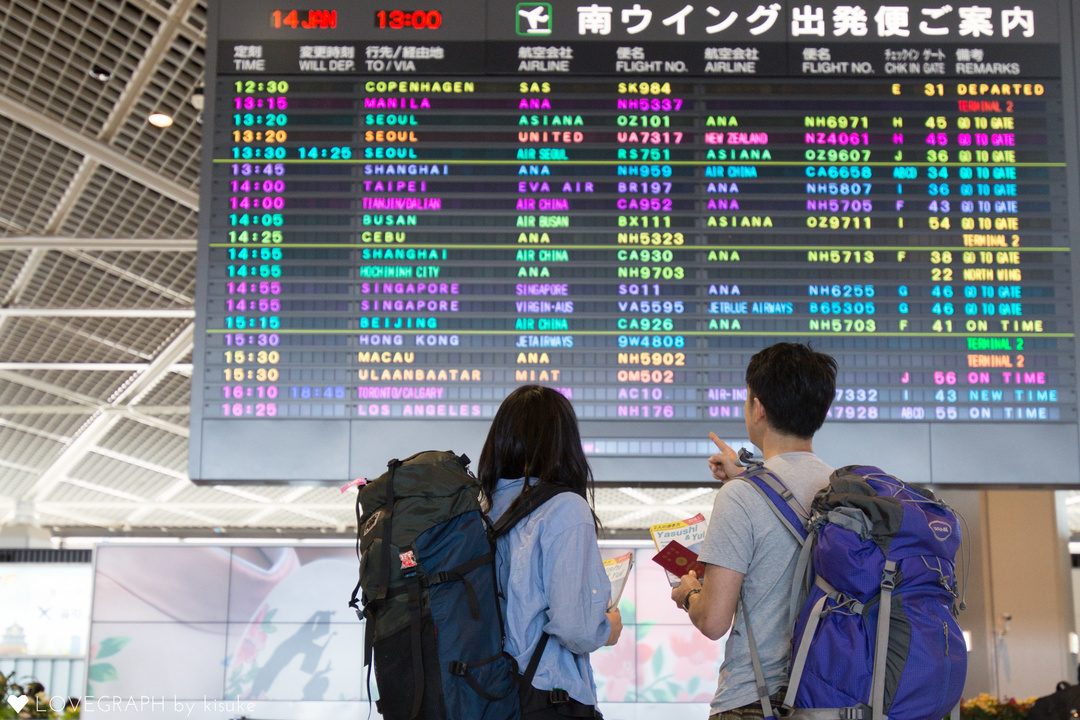 14 JAN 13:00 南ウイング出発便ご案内
定刻 変更時刻 行先/経由地 航空会社 便名 航空会社 便名 チェックイン ゲート 備考
TIME WILL DEP. TO / VIA AIRLINE FLIGHT NO. AIRLINE FLIGHT NO. CHK IN GATE REMARKS
12:30 COPENHAGEN SAS SK984 E 31 DEPARTED
13:15 MANILA ANA NH5337 TERMINAL 2
13:20 SEOUL ASIANA OZ101 ANA NH6971 H 45 GO TO GATE
13:20 SEOUL UNITED UA7317 NEW ZEALAND NZ4061 H 45 GO TO GATE
13:30 14:25 SEOUL AIR SEOUL RS751 ASIANA OZ9607 J 36 GO TO GATE
13:45 SHANGHAI ANA NH959 AIR CHINA CA6658 ABCD 34 GO TO GATE
14:00 TAIPEI EVA AIR BR197 ANA NH5807 I 36 GO TO GATE
14:00 TIANJIN/DALIAN AIR CHINA CA952 ANA NH5705 F 43 GO TO GATE
14:05 BUSAN AIR BUSAN BX111 ASIANA OZ9711 I 54 GO TO GATE
14:25 CEBU ANA NH5323 TERMINAL 2
14:55 SHANGHAI AIR CHINA CA930 ANA NH5713 F 38 GO TO GATE
14:55 HOCHIMINH CITY ANA NH9703 22 NORTH WING
14:55 SINGAPORE SINGAPORE SQ11 ANA NH6255 G 46 GO TO GATE
14:55 SINGAPORE VIRGIN-AUS VA5595 JETBLUE AIRWAYS B65305 G 46 GO TO GATE
15:15 BEIJING AIR CHINA CA926 ANA NH5703 F 41 ON TIME
15:30 HONG KONG JETAIRWAYS 9W4808 TERMINAL 2
15:30 MACAU ANA NH5902 TERMINAL 2
15:30 ULAANBAATAR MIAT OM502 J 56 ON TIME
16:10 18:45 TORONTO/CALGARY AC10. AIR-IN 7332 I 43 NEW TIME
16:25 LOS ANGELES NH176 UNI 7928 ABCD 55 ON TIME
Yasushi
& Yui
LOVEGRAPH by kisuke